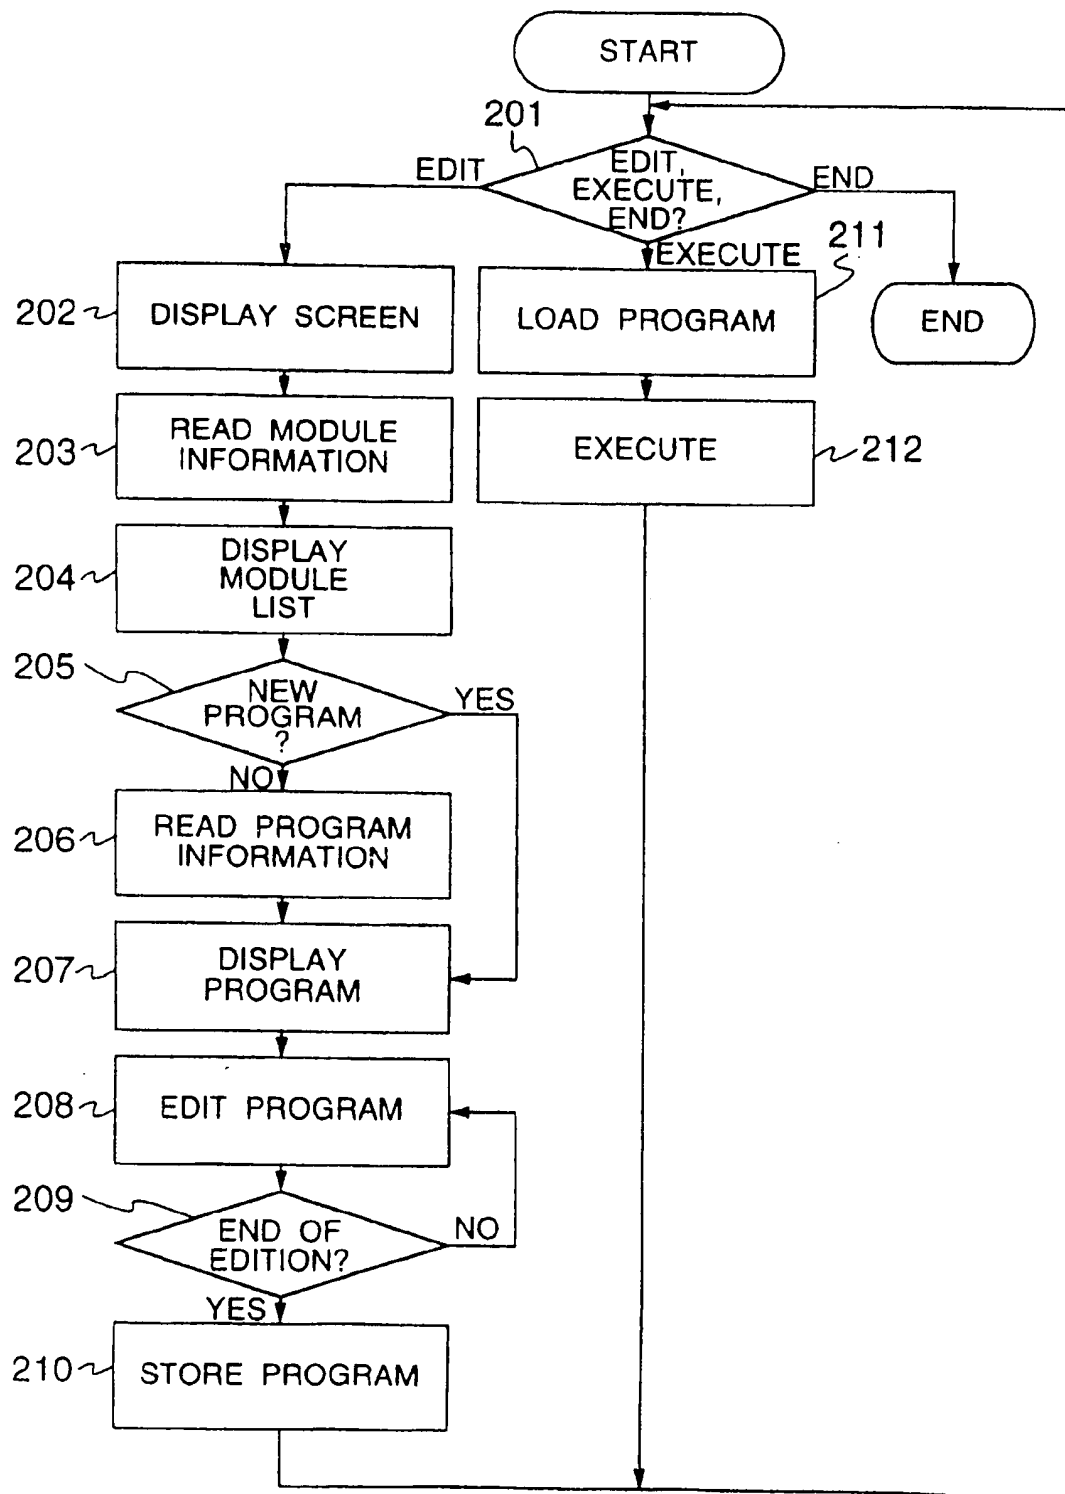 START
201
EDIT
EDIT,
EXECUTE,
END?
END
EXECUTE
211
202
DISPLAY SCREEN
LOAD PROGRAM
END
203
READ MODULE
INFORMATION
EXECUTE
212
204
DISPLAY
MODULE
LIST
205
NEW
PROGRAM
?
YES
NO
206
READ PROGRAM
INFORMATION
207
DISPLAY
PROGRAM
208
EDIT PROGRAM
209
END OF
EDITION?
NO
YES
210
STORE PROGRAM